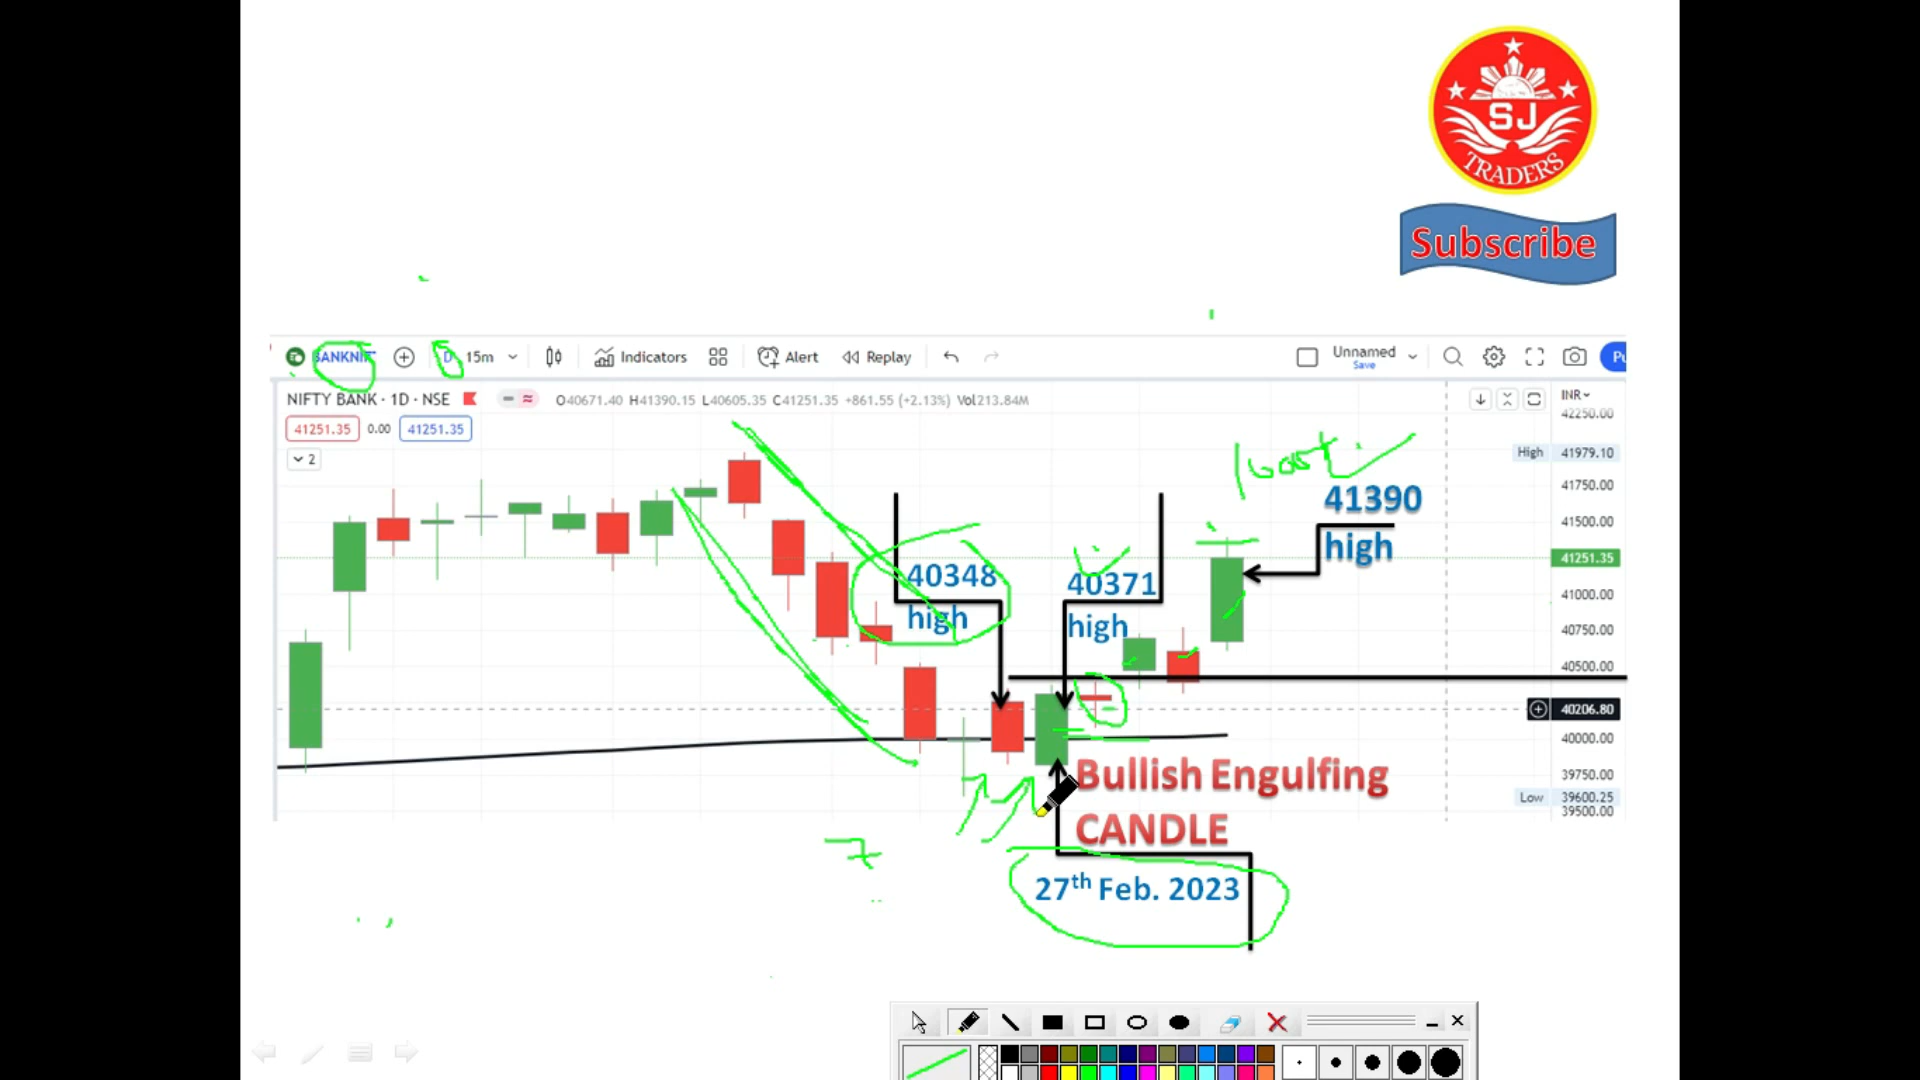 SJ
TRADERS
Subscribe
BANKNIF
D 15m
Indicators
Alert
Replay
Unnamed
Save
NIFTY BANK · 1D · NSE
O40671.40 H41390.15 L40605.35 C41251.35 +861.55 (+2.13%) Vol213.84M
INR
42250.00
41251.35 0.00 41251.35
2
High 41979.10
41750.00
41500.00
41251.35
41000.00
40750.00
40500.00
40206.80
40000.00
39750.00
Low 39600.25
39500.00
41390
high
40348
high
40371
high
Bullish Engulfing
CANDLE
7
27th Feb. 2023